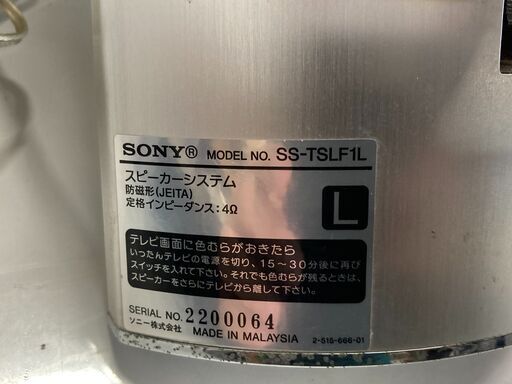 SONY® MODEL NO. SS-TSLF1L
スピーカーシステム
防磁形(JEITA)
定格インピーダンス:4Ω
L
テレビ画面に色むらがおきたら
いったんテレビの電源を切り、15～30分後に再び
スイッチを入れて下さい。それでも色むらが残るときは、
スピーカーをさらにテレビから離して下さい。
SERIAL NO. 2200064
ソニー株式会社 MADE IN MALAYSIA 2-515-666-01